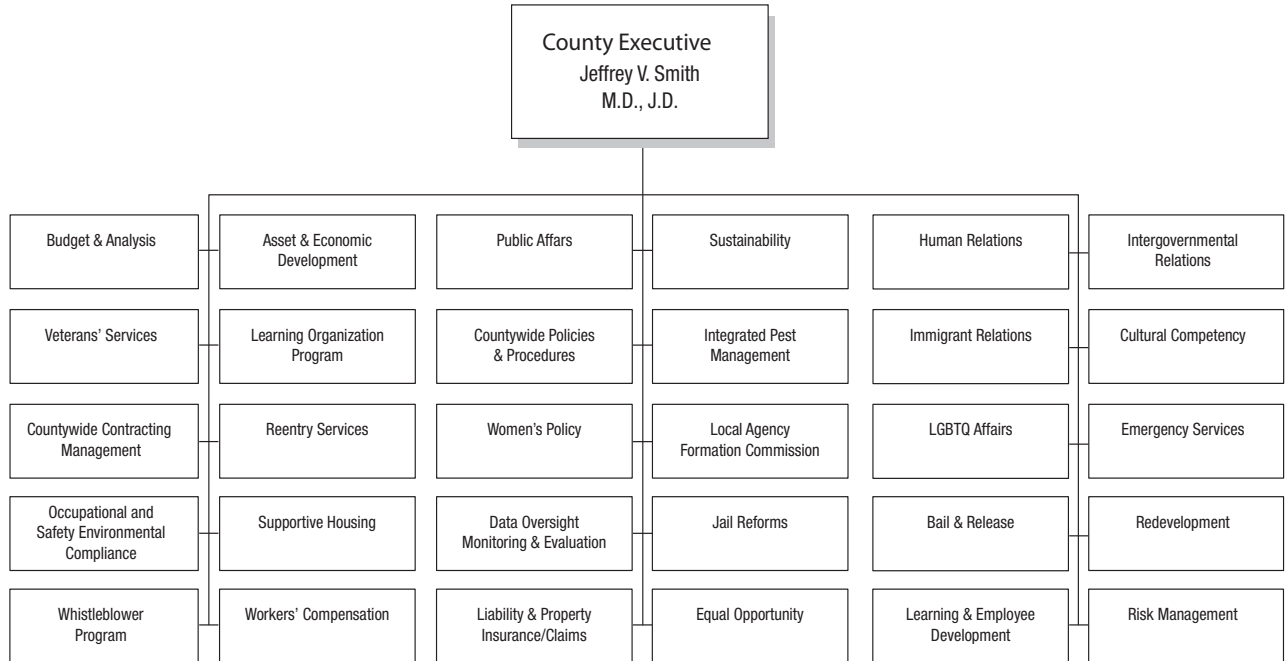 County Executive
Jeffrey V. Smith
M.D., J.D.
Budget & Analysis
Asset & Economic
Development
Public Affars
Sustainability
Human Relations
Intergovernmental
Relations
Veterans’ Services
Learning Organization
Program
Countywide Policies
& Procedures
Integrated Pest
Management
Immigrant Relations
Cultural Competency
Countywide Contracting
Management
Reentry Services
Women’s Policy
Local Agency
Formation Commission
LGBTQ Affairs
Emergency Services
Occupational and
Safety Environmental
Compliance
Supportive Housing
Data Oversight
Monitoring & Evaluation
Jail Reforms
Bail & Release
Redevelopment
Whistleblower
Program
Workers’ Compensation
Liability & Property
Insurance/Claims
Equal Opportunity
Learning & Employee
Development
Risk Management